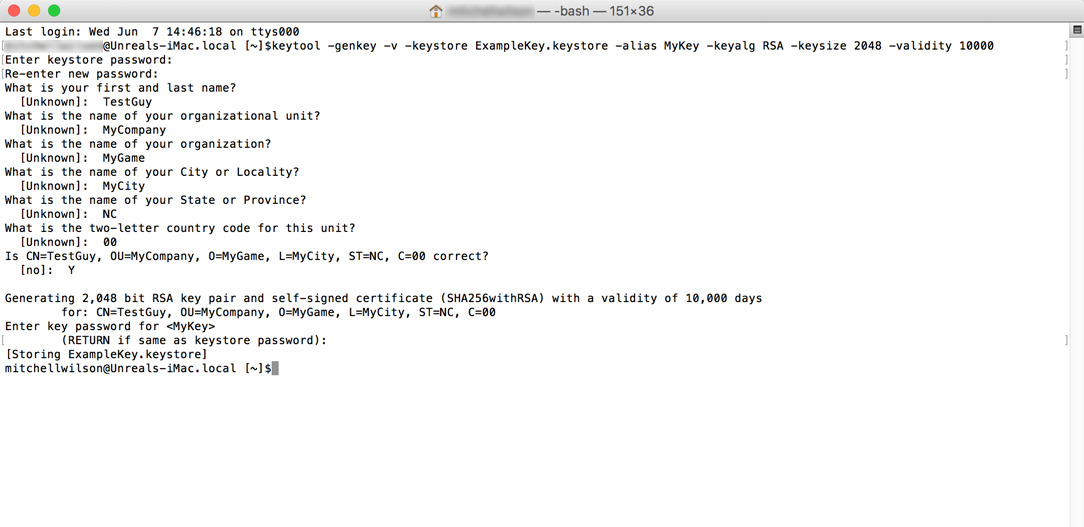 — -bash — 151×36
Last login: Wed Jun  7 14:46:18 on ttys000
@Unreals-iMac.local [~]$keytool -genkey -v -keystore ExampleKey.keystore -alias MyKey -keyalg RSA -keysize 2048 -validity 10000
Enter keystore password:
Re-enter new password:
What is your first and last name?
  [Unknown]:  TestGuy
What is the name of your organizational unit?
  [Unknown]:  MyCompany
What is the name of your organization?
  [Unknown]:  MyGame
What is the name of your City or Locality?
  [Unknown]:  MyCity
What is the name of your State or Province?
  [Unknown]:  NC
What is the two-letter country code for this unit?
  [Unknown]:  00
Is CN=TestGuy, OU=MyCompany, O=MyGame, L=MyCity, ST=NC, C=00 correct?
  [no]:  Y
Generating 2,048 bit RSA key pair and self-signed certificate (SHA256withRSA) with a validity of 10,000 days
        for: CN=TestGuy, OU=MyCompany, O=MyGame, L=MyCity, ST=NC, C=00
Enter key password for <MyKey>
        (RETURN if same as keystore password):
[Storing ExampleKey.keystore]
mitchellwilson@Unreals-iMac.local [~]$